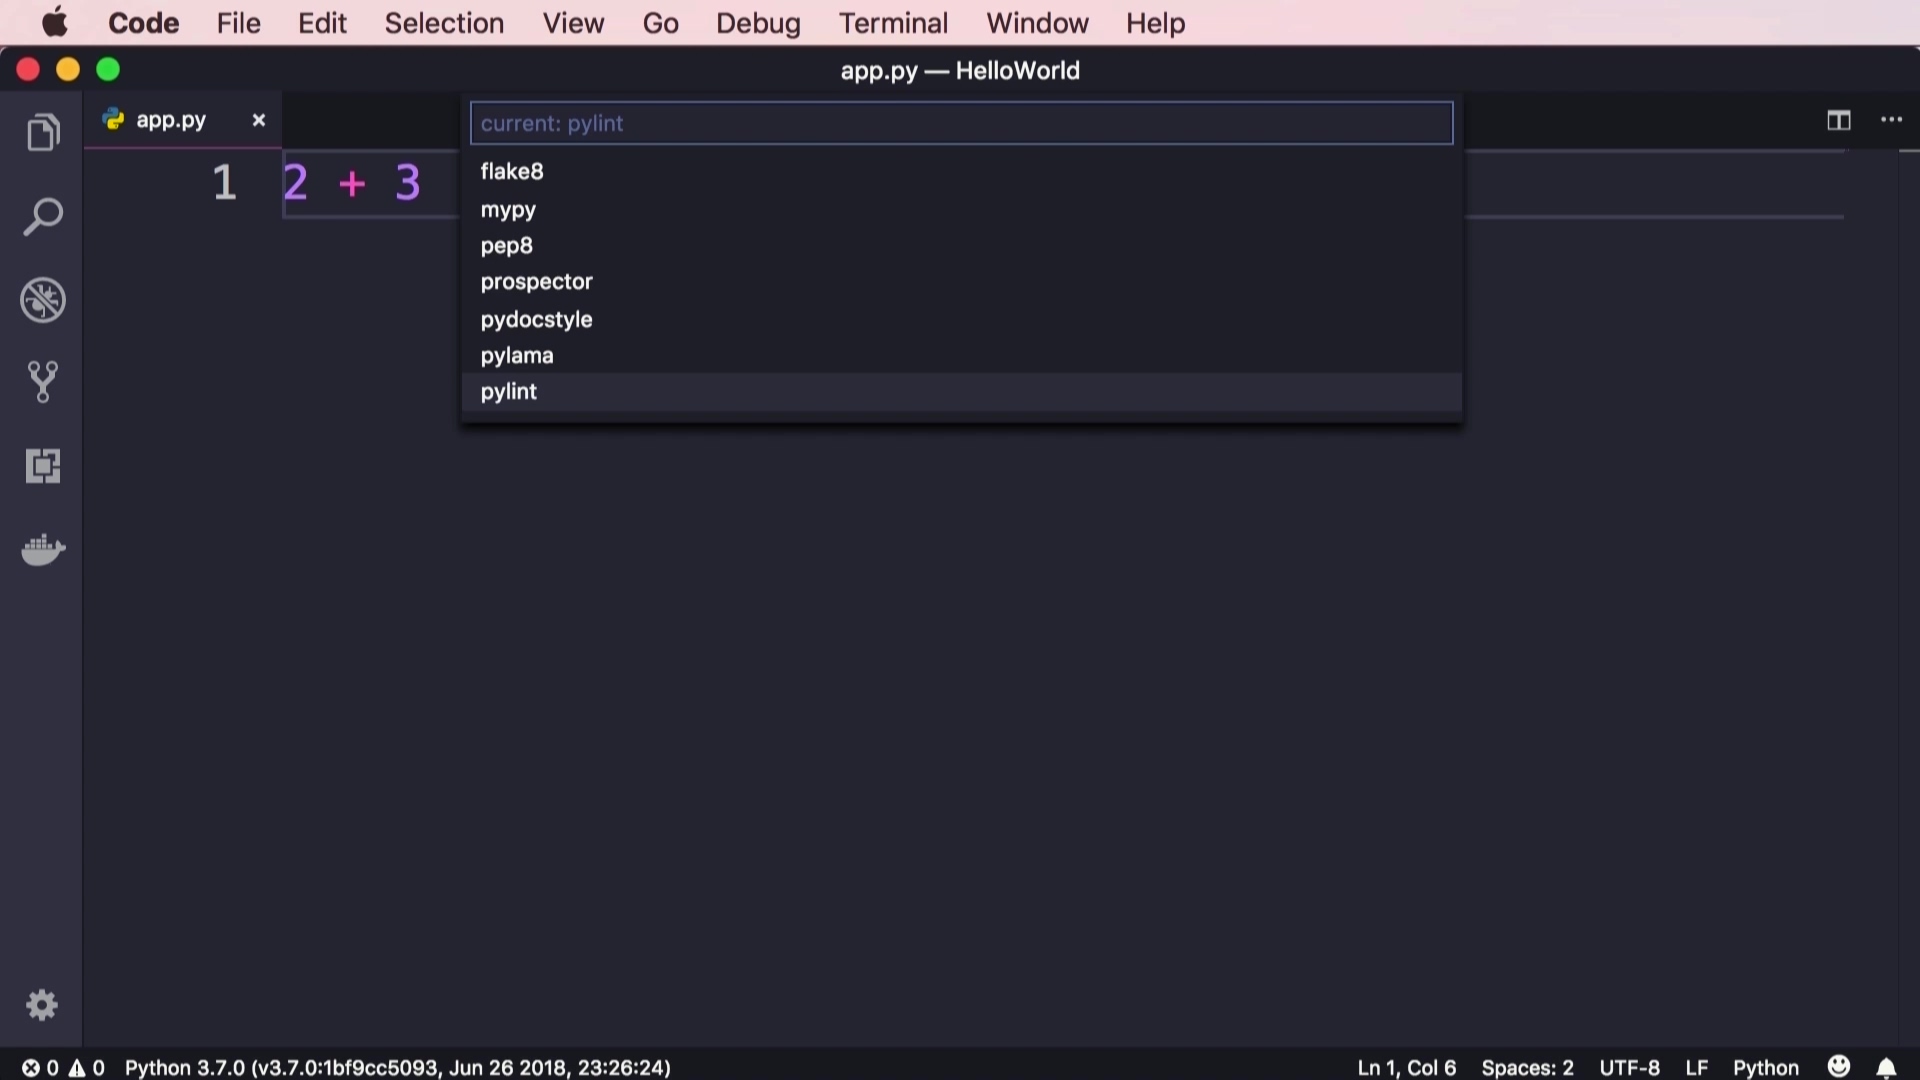 Code File Edit Selection View Go Debug Terminal Window Help
app.py — HelloWorld
app.py
current: pylint
1 2 + 3
flake8
mypy
pep8
prospector
pydocstyle
pylama
pylint
0 0 Python 3.7.0 (v3.7.0:1bf9cc5093, Jun 26 2018, 23:26:24) Ln 1, Col 6 Spaces: 2 UTF-8 LF Python